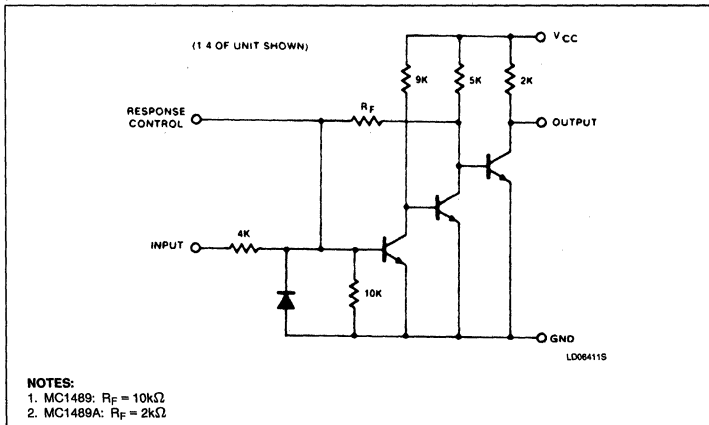 (1 4 OF UNIT SHOWN)
VCC
9K 5K 2K
RF
RESPONSE
CONTROL
OUTPUT
4K
INPUT
10K
GND
LD06411S
NOTES:
1. MC1489: RF = 10kΩ
2. MC1489A: RF = 2kΩ